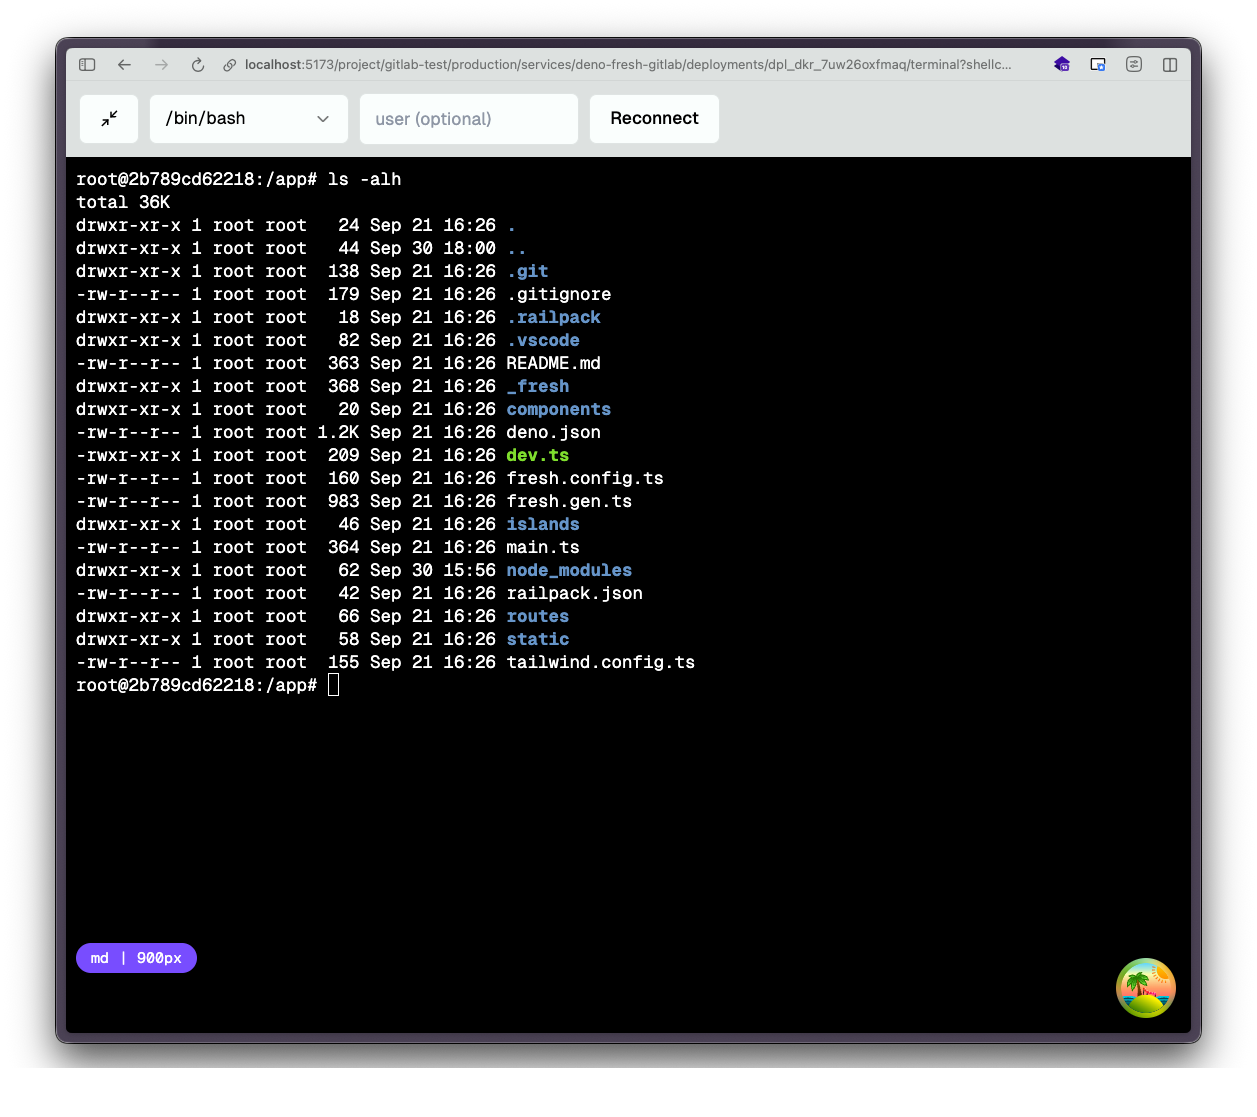 localhost:5173/project/gitlab-test/production/services/deno-fresh-gitlab/deployments/dpl_dkr_7uw26oxfmaq/terminal?shellc...
/bin/bash
user (optional)
Reconnect
root@2b789cd62218:/app# ls -alh
total 36K
drwxr-xr-x 1 root root   24 Sep 21 16:26 .
drwxr-xr-x 1 root root   44 Sep 30 18:00 ..
drwxr-xr-x 1 root root  138 Sep 21 16:26 .git
-rw-r--r-- 1 root root  179 Sep 21 16:26 .gitignore
drwxr-xr-x 1 root root   18 Sep 21 16:26 .railpack
drwxr-xr-x 1 root root   82 Sep 21 16:26 .vscode
-rw-r--r-- 1 root root  363 Sep 21 16:26 README.md
drwxr-xr-x 1 root root  368 Sep 21 16:26 _fresh
drwxr-xr-x 1 root root   20 Sep 21 16:26 components
-rw-r--r-- 1 root root 1.2K Sep 21 16:26 deno.json
-rwxr-xr-x 1 root root  209 Sep 21 16:26 dev.ts
-rw-r--r-- 1 root root  160 Sep 21 16:26 fresh.config.ts
-rw-r--r-- 1 root root  983 Sep 21 16:26 fresh.gen.ts
drwxr-xr-x 1 root root   46 Sep 21 16:26 islands
-rw-r--r-- 1 root root  364 Sep 21 16:26 main.ts
drwxr-xr-x 1 root root   62 Sep 30 15:56 node_modules
-rw-r--r-- 1 root root   42 Sep 21 16:26 railpack.json
drwxr-xr-x 1 root root   66 Sep 21 16:26 routes
drwxr-xr-x 1 root root   58 Sep 21 16:26 static
-rw-r--r-- 1 root root  155 Sep 21 16:26 tailwind.config.ts
root@2b789cd62218:/app#
md | 900px